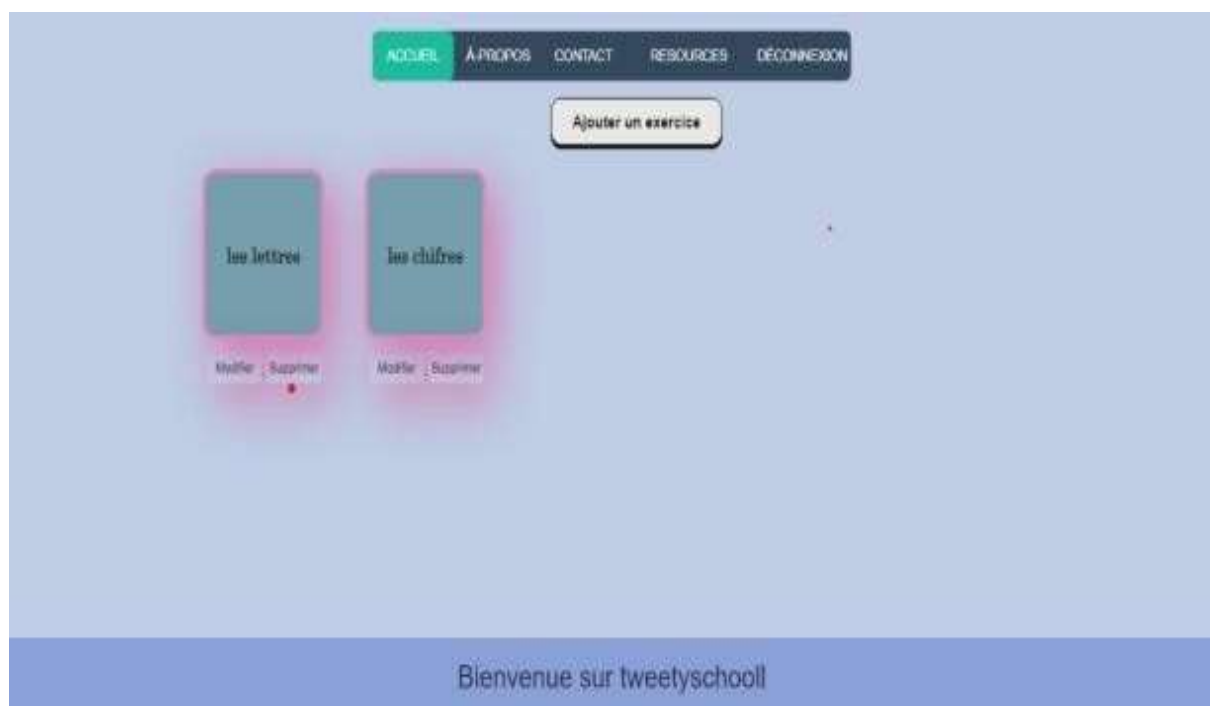 ACCUEIL À-PROPOS CONTACT RESOURCES DÉCONNEXION
Ajouter un exercice
les lettres les chifres
Modifier Supprimer Modifier Supprimer
Bienvenue sur tweetyschooll